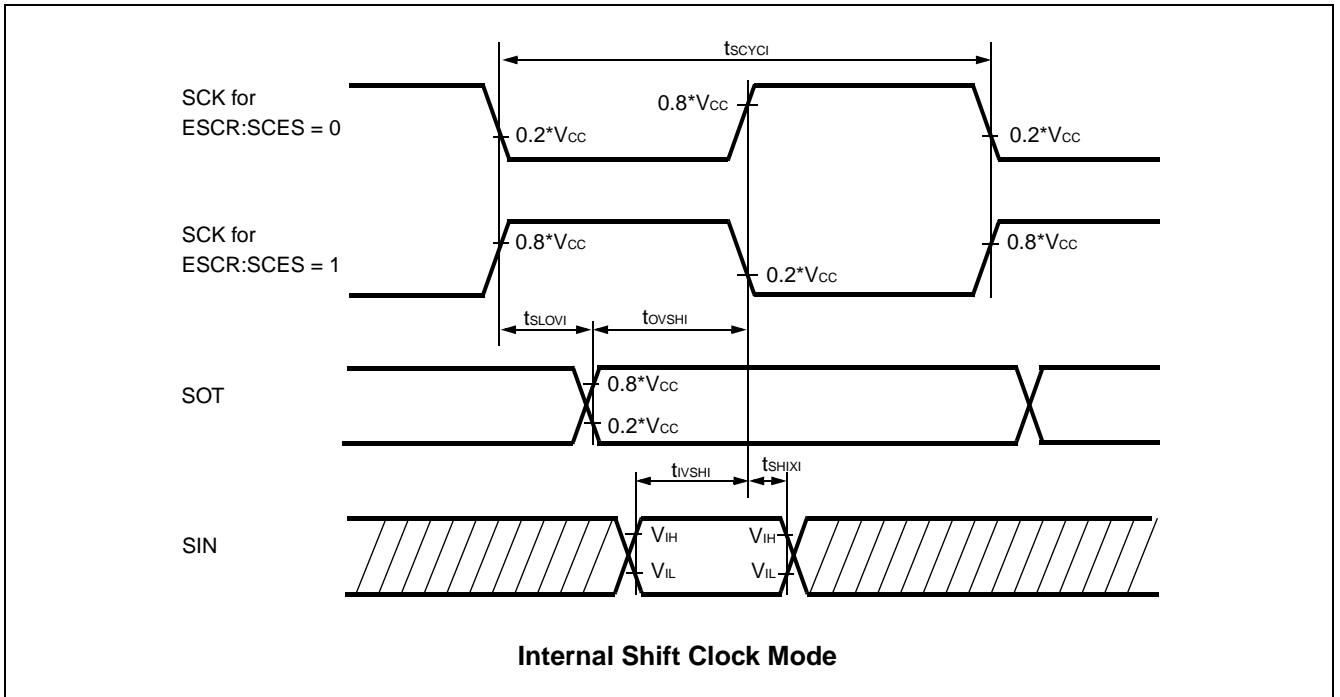 tSCYCI
SCK for
ESCR:SCES = 0
0.8*VCC
0.2*VCC
0.2*VCC
SCK for
ESCR:SCES = 1
0.8*VCC
0.8*VCC
0.2*VCC
tSLOVI
tOVSHI
SOT
0.8*VCC
0.2*VCC
tIVSHI
tSHIXI
SIN
VIH
VIH
VIL
VIL
Internal Shift Clock Mode